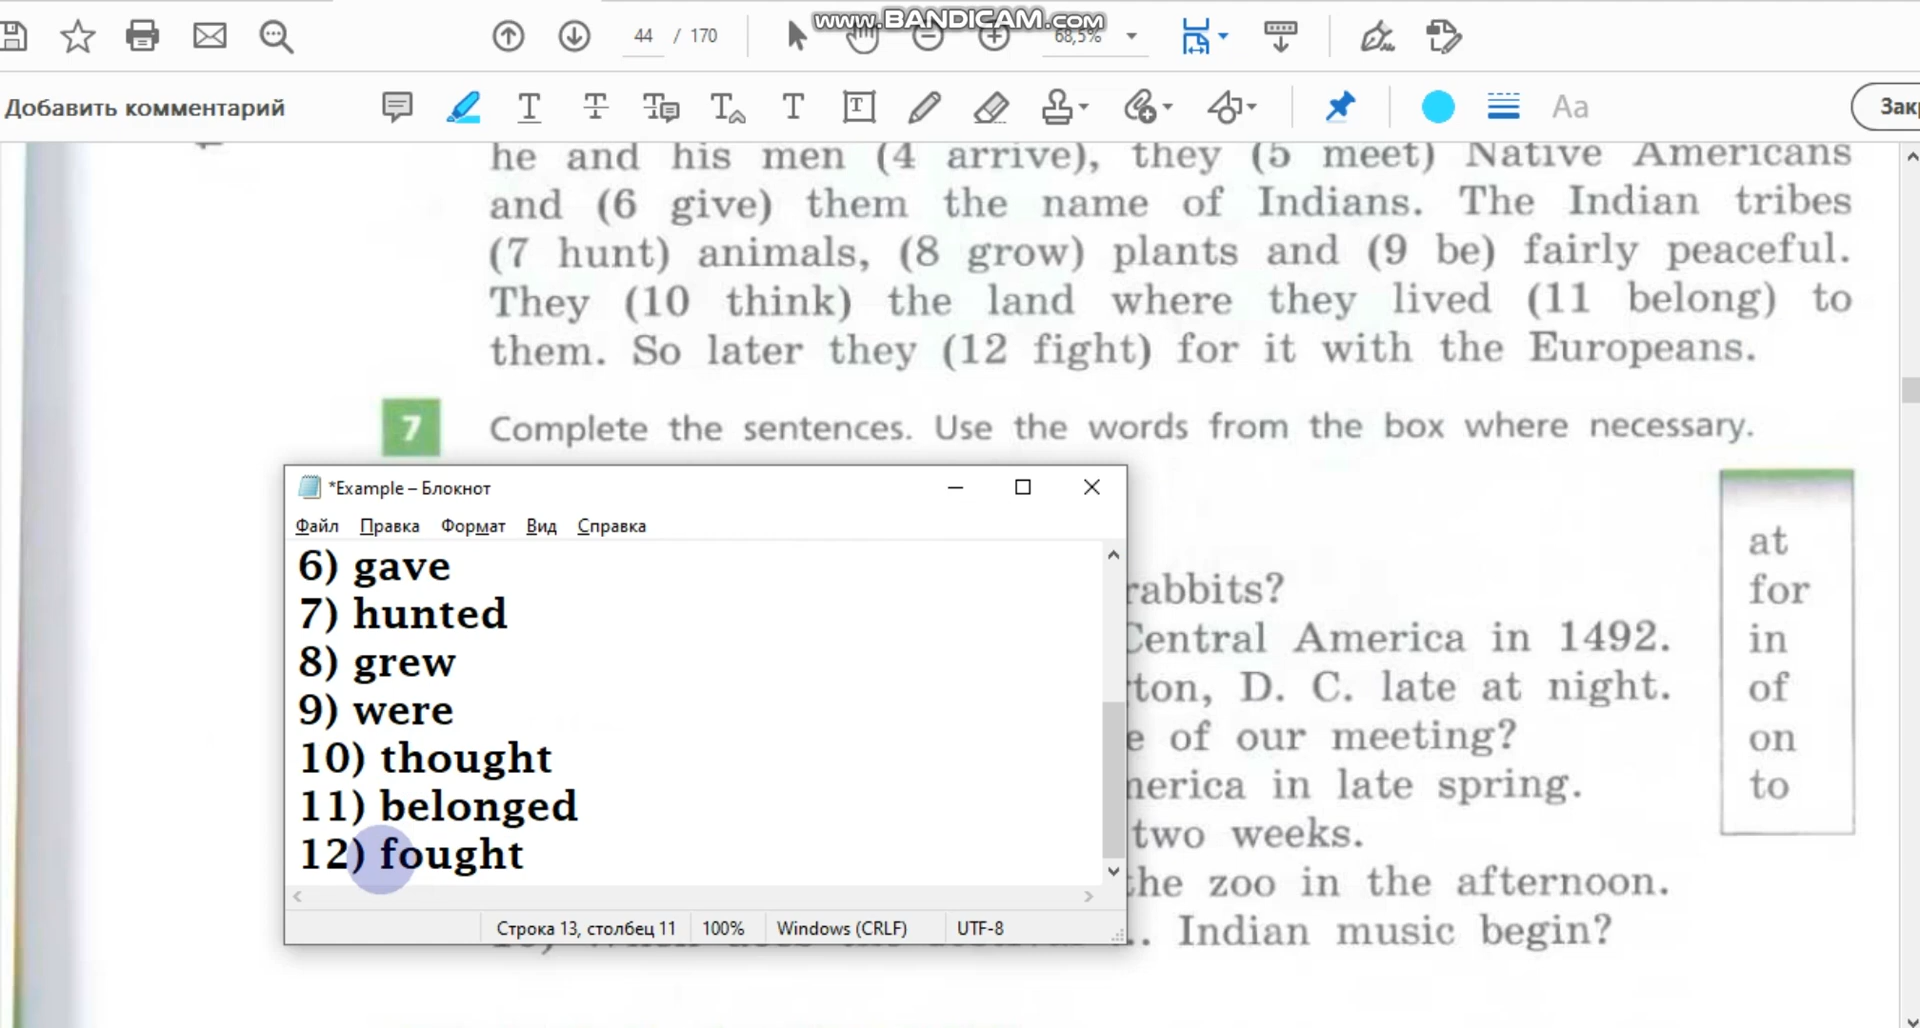 www.BANDICAM.com
44 / 170
68,5%
Добавить комментарий
Aa
he and his men (4 arrive), they (5 meet) Native Americans
and (6 give) them the name of Indians. The Indian tribes
(7 hunt) animals, (8 grow) plants and (9 be) fairly peaceful.
They (10 think) the land where they lived (11 belong) to
them. So later they (12 fight) for it with the Europeans.
7 Complete the sentences. Use the words from the box where necessary.
*Example – Блокнот
Файл Правка Формат Вид Справка
6) gave
7) hunted
8) grew
9) were
10) thought
11) belonged
12) fought
Строка 13, столбец 11 100% Windows (CRLF) UTF-8
rabbits?
Central America in 1492.
D. C. late at night.
of our meeting?
in late spring.
two weeks.
the zoo in the afternoon.
... Indian music begin?
at
for
in
of
on
to